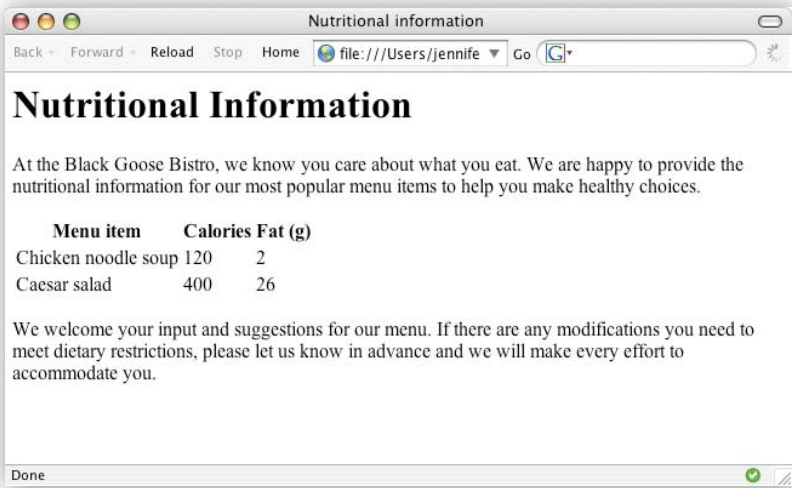 Nutritional information
Back Forward Reload Stop Home file:///Users/jennife Go G
Nutritional Information
At the Black Goose Bistro, we know you care about what you eat. We are happy to provide the
nutritional information for our most popular menu items to help you make healthy choices.
Menu item Calories Fat (g)
Chicken noodle soup 120 2
Caesar salad 400 26
We welcome your input and suggestions for our menu. If there are any modifications you need to
meet dietary restrictions, please let us know in advance and we will make every effort to
accommodate you.
Done